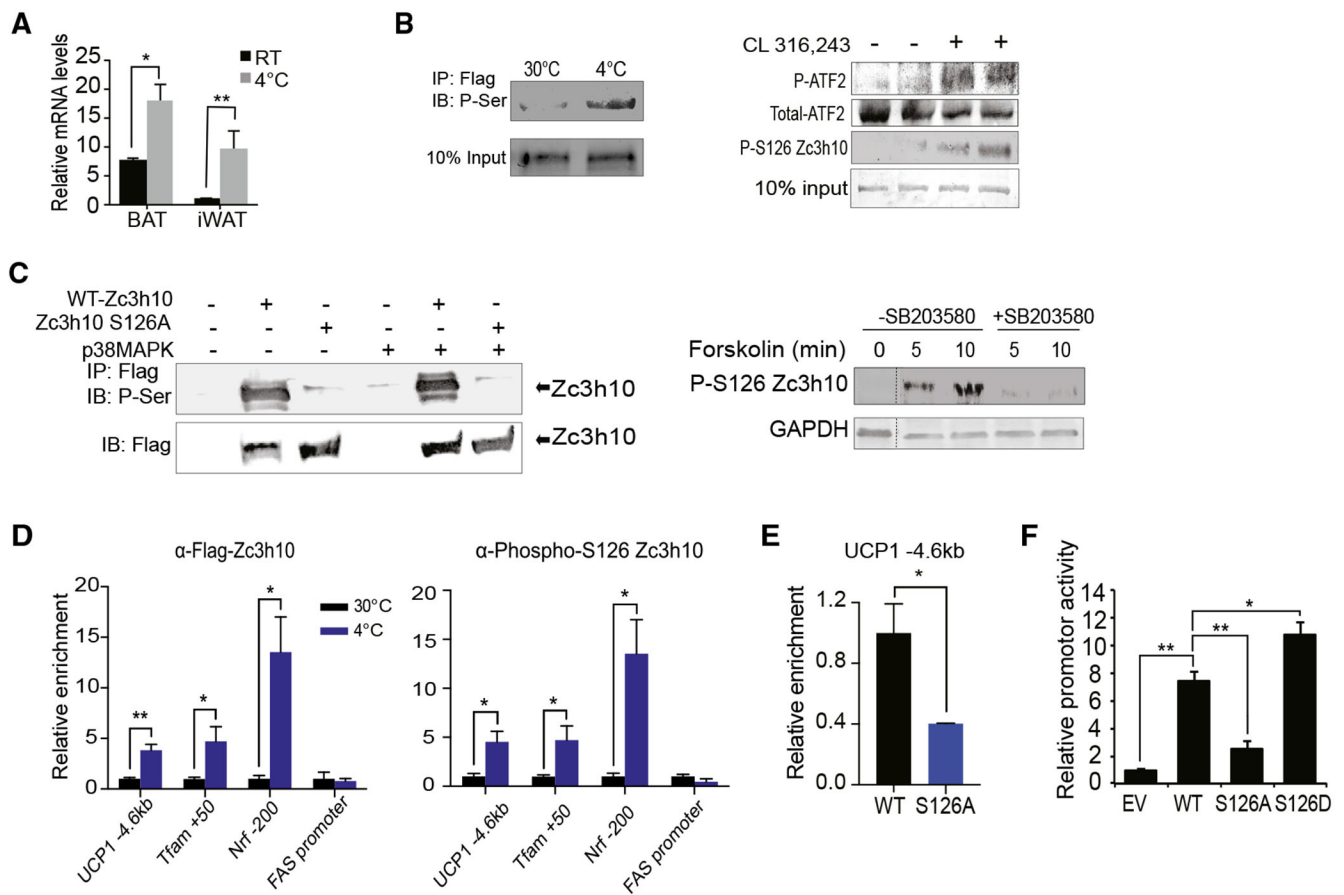 A
Relative mRNA levels
25
20
15
10
5
0
*
**
RT
4°C
BAT
iWAT
B
30°C 4°C
IP: Flag
IB: P-Ser
10% Input
CL 316,243 - - + +
P-ATF2
Total-ATF2
P-S126 Zc3h10
10% input
C
WT-Zc3h10 - + - - + -
Zc3h10 S126A - - + - - +
p38MAPK - - - + + +
IP: Flag
IB: P-Ser
Zc3h10
IB: Flag
Zc3h10
-SB203580 +SB203580
Forskolin (min) 0 5 10 5 10
P-S126 Zc3h10
GAPDH
D
α-Flag-Zc3h10
Relative enrichment
20
15
10
5
0
**
*
*
30°C
4°C
UCP1 -4.6kb
Tfam +50
Nrf -200
FAS promoter
α-Phospho-S126 Zc3h10
20
15
10
5
0
*
*
*
UCP1 -4.6kb
Tfam +50
Nrf -200
FAS promoter
E
UCP1 -4.6kb
Relative enrichment
1.2
0.8
0.4
0.0
*
WT S126A
F
Relative promotor activity
14
12
10
8
6
4
2
0
**
**
*
EV WT S126A S126D